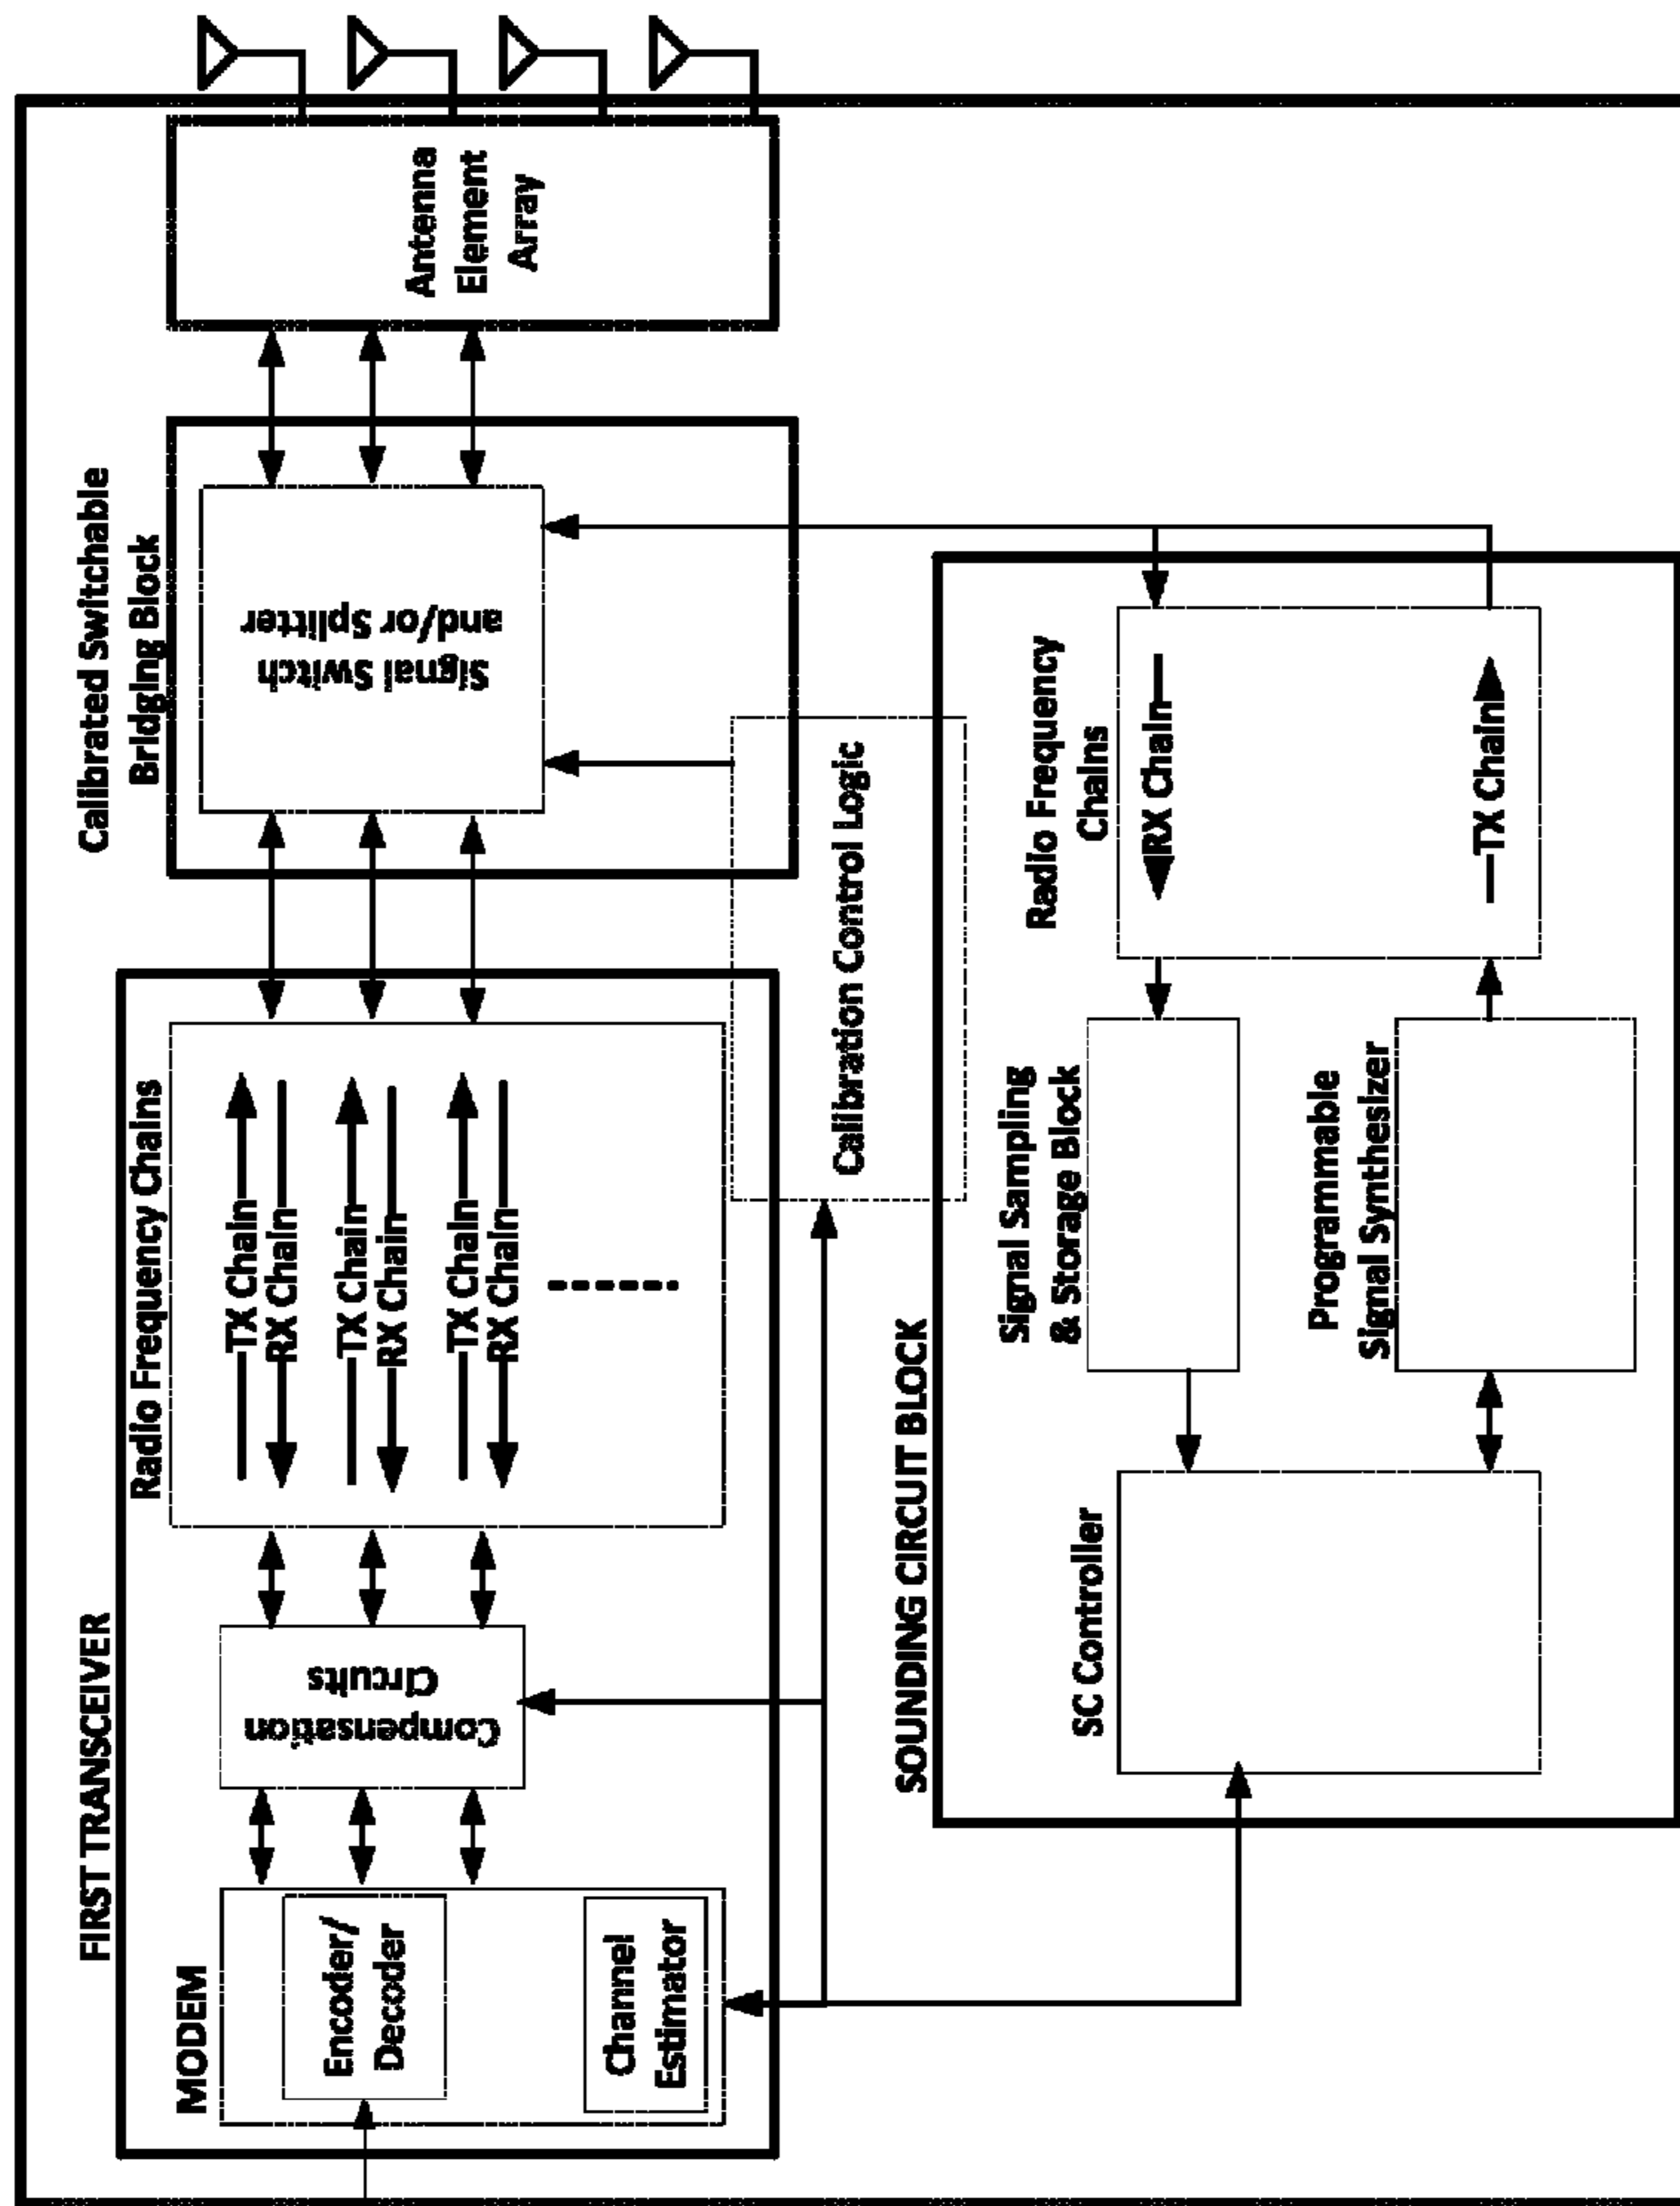 FIRST TRANSCEIVER
MODEM
Encoder/
Decoder
Channel
Estimator
Compensation
Circuits
Radio Frequency Chains
TX Chain
RX Chain
TX Chain
RX Chain
TX Chain
RX Chain
Calibrated Switchable
Bridging Block
Signal Switch
and/or Splitter
Antenna
Element
Array
Calibration Control Logic
SOUNDING CIRCUIT BLOCK
SC Controller
Signal Sampling
& Storage Block
Programmable
Signal Synthesizer
Radio Frequency
Chains
RX Chain
TX Chain